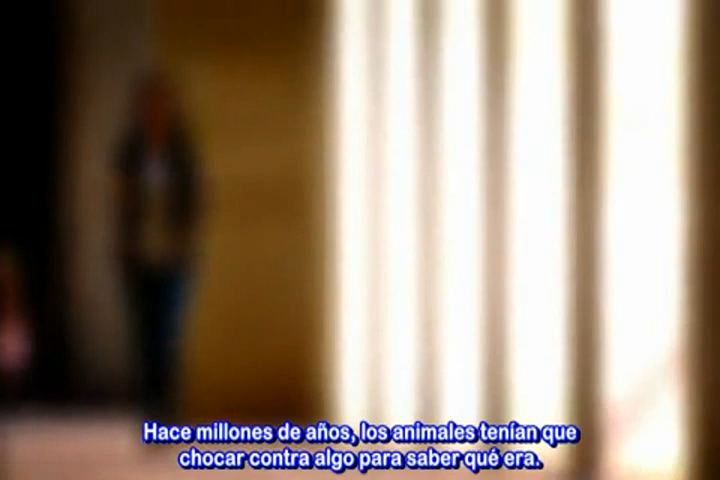 Hace millones de años, los animales tenían que
chocar contra algo para saber qué era.